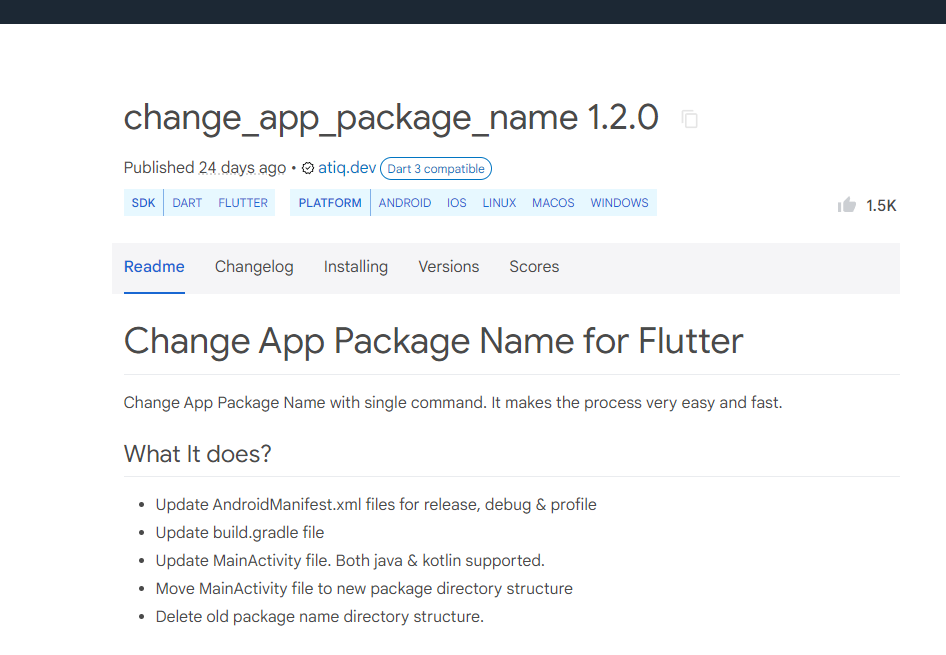 change_app_package_name 1.2.0
Published 24 days ago • atiq.dev Dart 3 compatible
SDK DART FLUTTER PLATFORM ANDROID IOS LINUX MACOS WINDOWS
1.5K
Readme Changelog Installing Versions Scores
Change App Package Name for Flutter
Change App Package Name with single command. It makes the process very easy and fast.
What It does?
• Update AndroidManifest.xml files for release, debug & profile
• Update build.gradle file
• Update MainActivity file. Both java & kotlin supported.
• Move MainActivity file to new package directory structure
• Delete old package name directory structure.